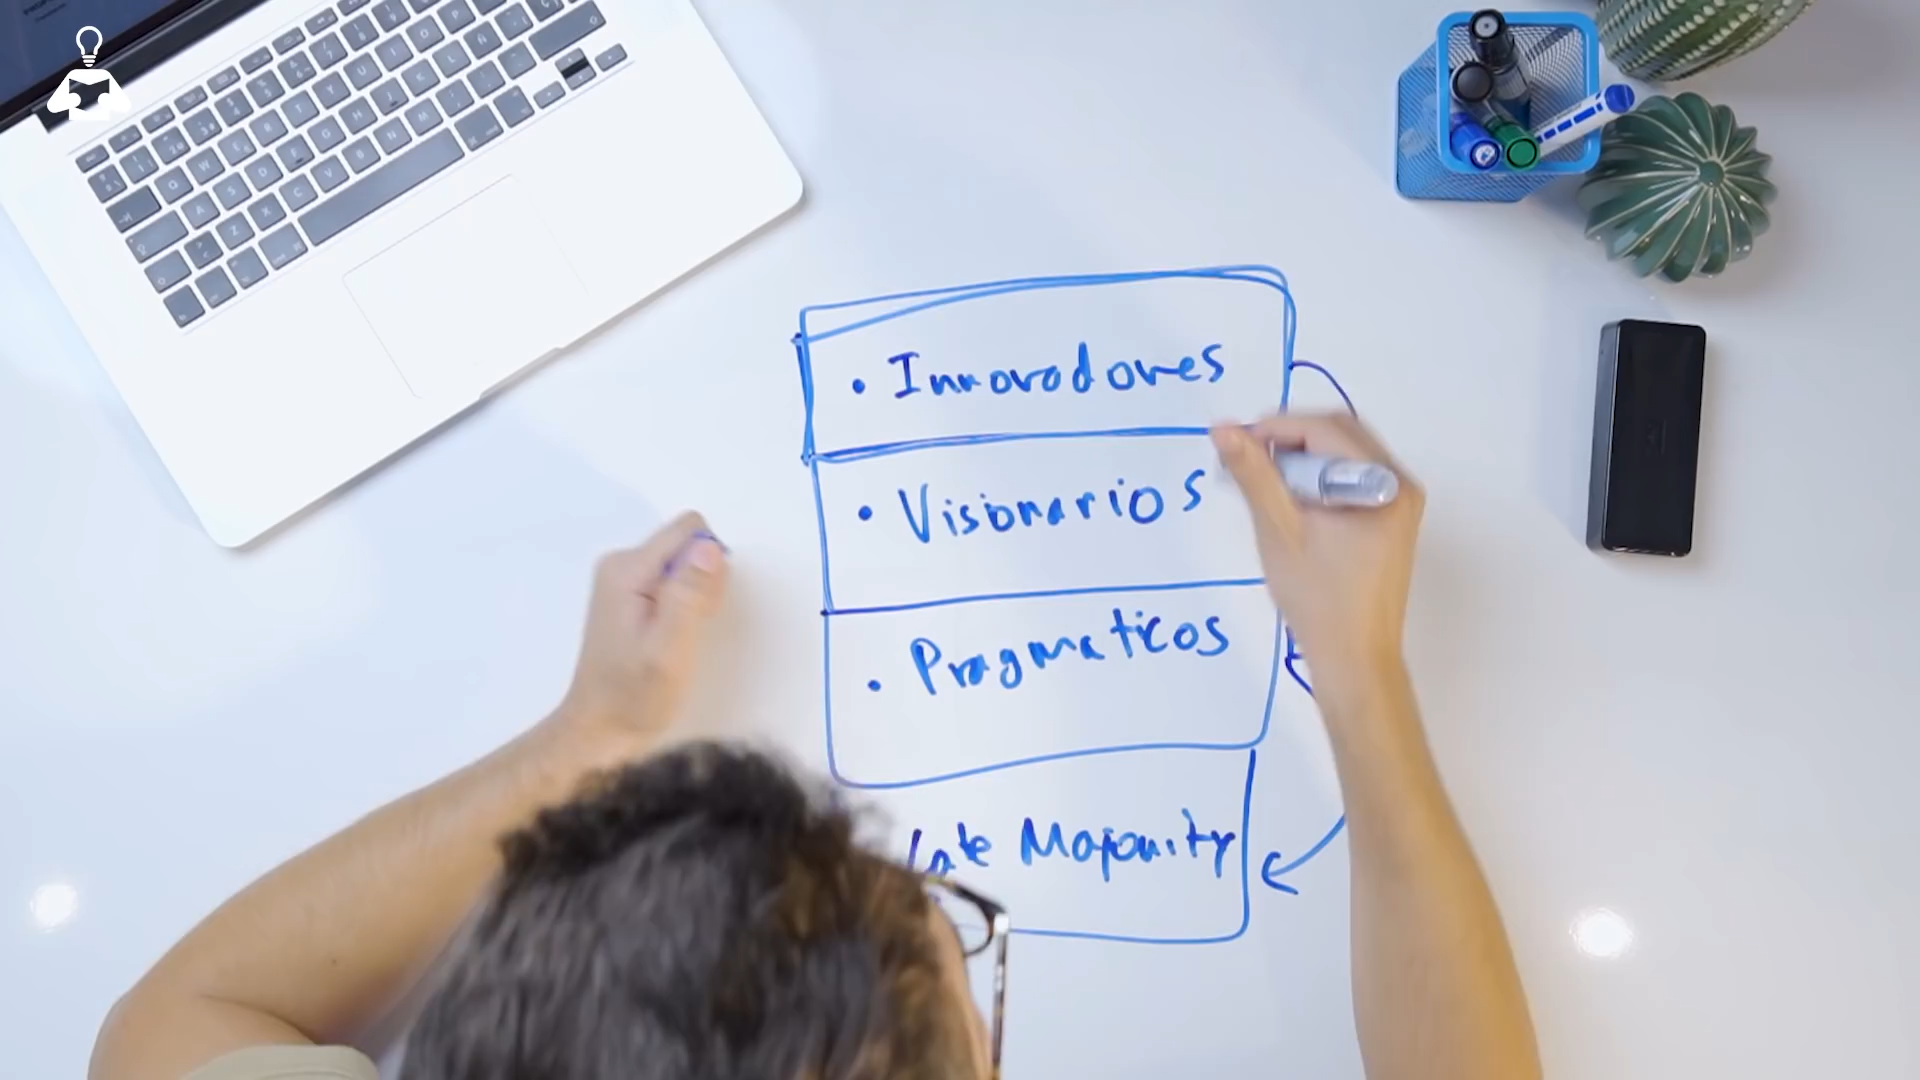 • Innovadores
• Visionarios
• Pragmaticos
Late Majority